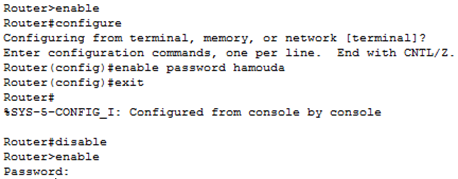 Router>enable
Router#configure
Configuring from terminal, memory, or network [terminal]?
Enter configuration commands, one per line.  End with CNTL/Z.
Router(config)#enable password hamouda
Router(config)#exit
Router#
%SYS-5-CONFIG_I: Configured from console by console
Router#disable
Router>enable
Password: